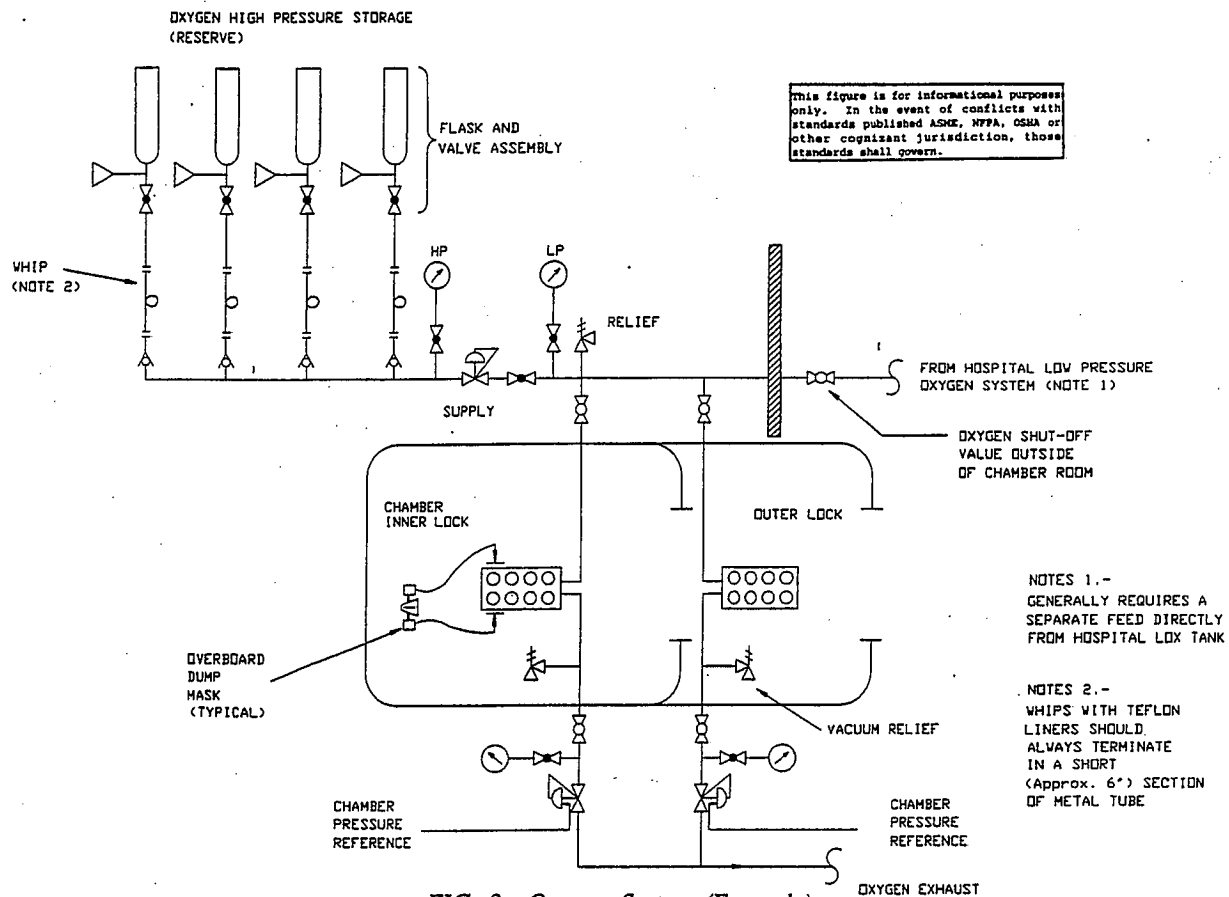 OXYGEN HIGH PRESSURE STORAGE
(RESERVE)
This figure is for informational purposes
only. In the event of conflicts with
standards published ASME, NFPA, OSHA or
other cognizant jurisdiction, those
standards shall govern.
FLASK AND
VALVE ASSEMBLY
WHIP
(NOTE 2)
HP
LP
RELIEF
SUPPLY
FROM HOSPITAL LOW PRESSURE
OXYGEN SYSTEM (NOTE 1)
OXYGEN SHUT-OFF
VALUE OUTSIDE
OF CHAMBER ROOM
CHAMBER
INNER LOCK
OUTER LOCK
OVERBOARD
DUMP
MASK
(TYPICAL)
VACUUM RELIEF
NOTES 1.-
GENERALLY REQUIRES A
SEPARATE FEED DIRECTLY
FROM HOSPITAL LOX TANK
NOTES 2.-
WHIPS WITH TEFLON
LINERS SHOULD
ALWAYS TERMINATE
IN A SHORT
(Approx. 6") SECTION
OF METAL TUBE
CHAMBER
PRESSURE
REFERENCE
CHAMBER
PRESSURE
REFERENCE
OXYGEN EXHAUST